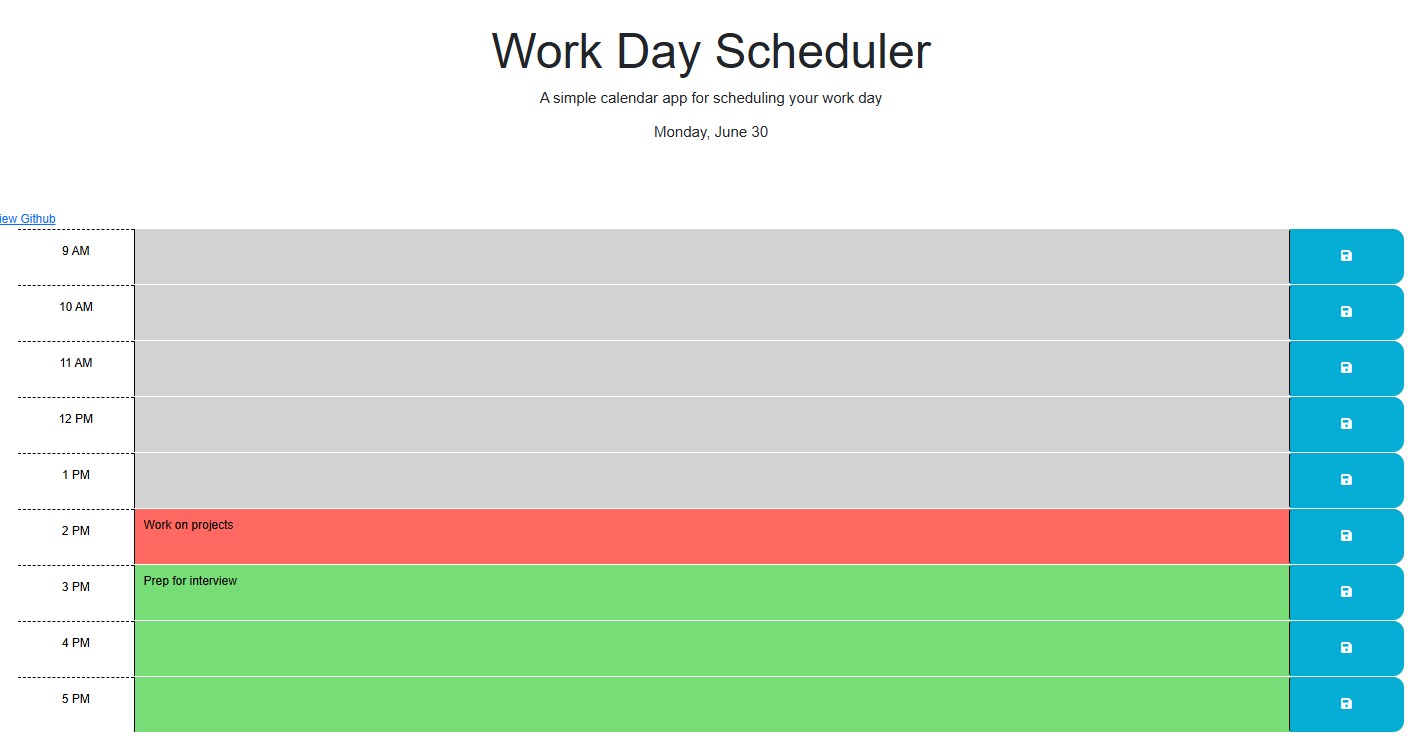 Work Day Scheduler
A simple calendar app for scheduling your work day
Monday, June 30
iew Github
9 AM
10 AM
11 AM
12 PM
1 PM
2 PM Work on projects
3 PM Prep for interview
4 PM
5 PM